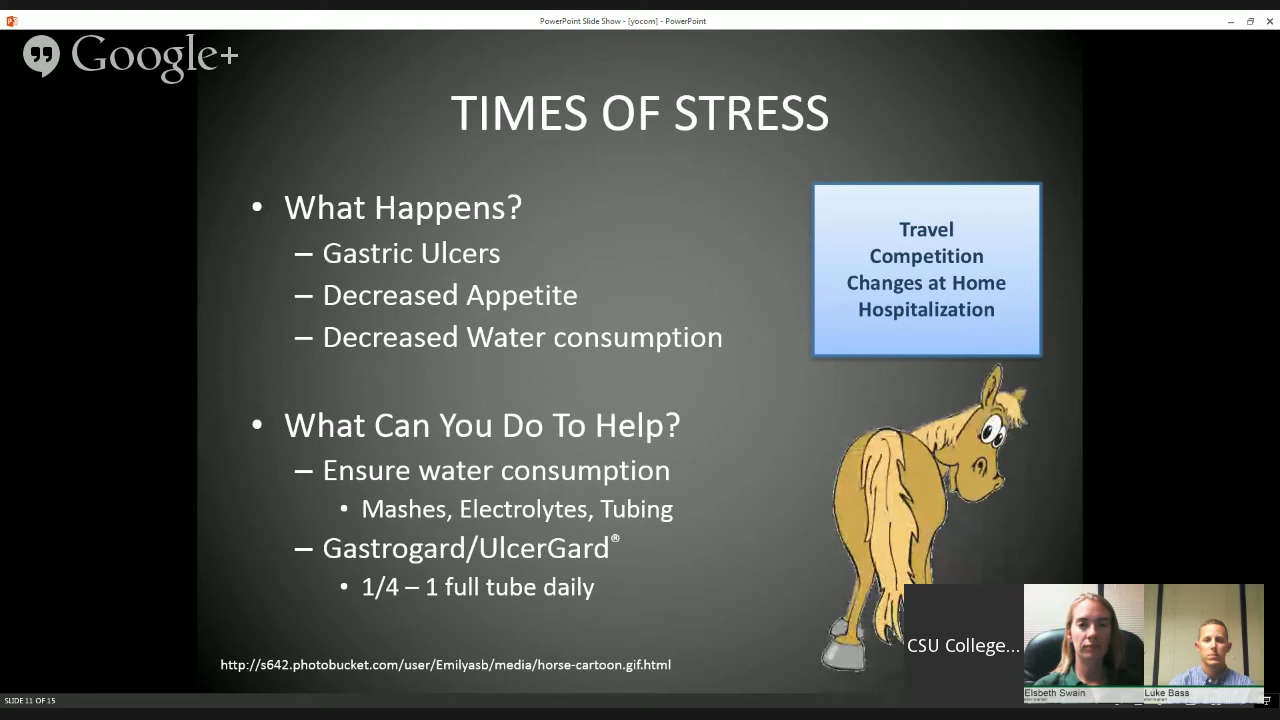 PowerPoint Slide Show - [yocom] - PowerPoint
Google+
TIMES OF STRESS
• What Happens?
– Gastric Ulcers
– Decreased Appetite
– Decreased Water consumption
Travel
Competition
Changes at Home
Hospitalization
• What Can You Do To Help?
– Ensure water consumption
• Mashes, Electrolytes, Tubing
– Gastrogard/UlcerGard®
• 1/4 – 1 full tube daily
http://s642.photobucket.com/user/Emilyasb/media/horse-cartoon.gif.html
CSU College...
Elsbeth Swain
Luke Bass
SLIDE 11 OF 15